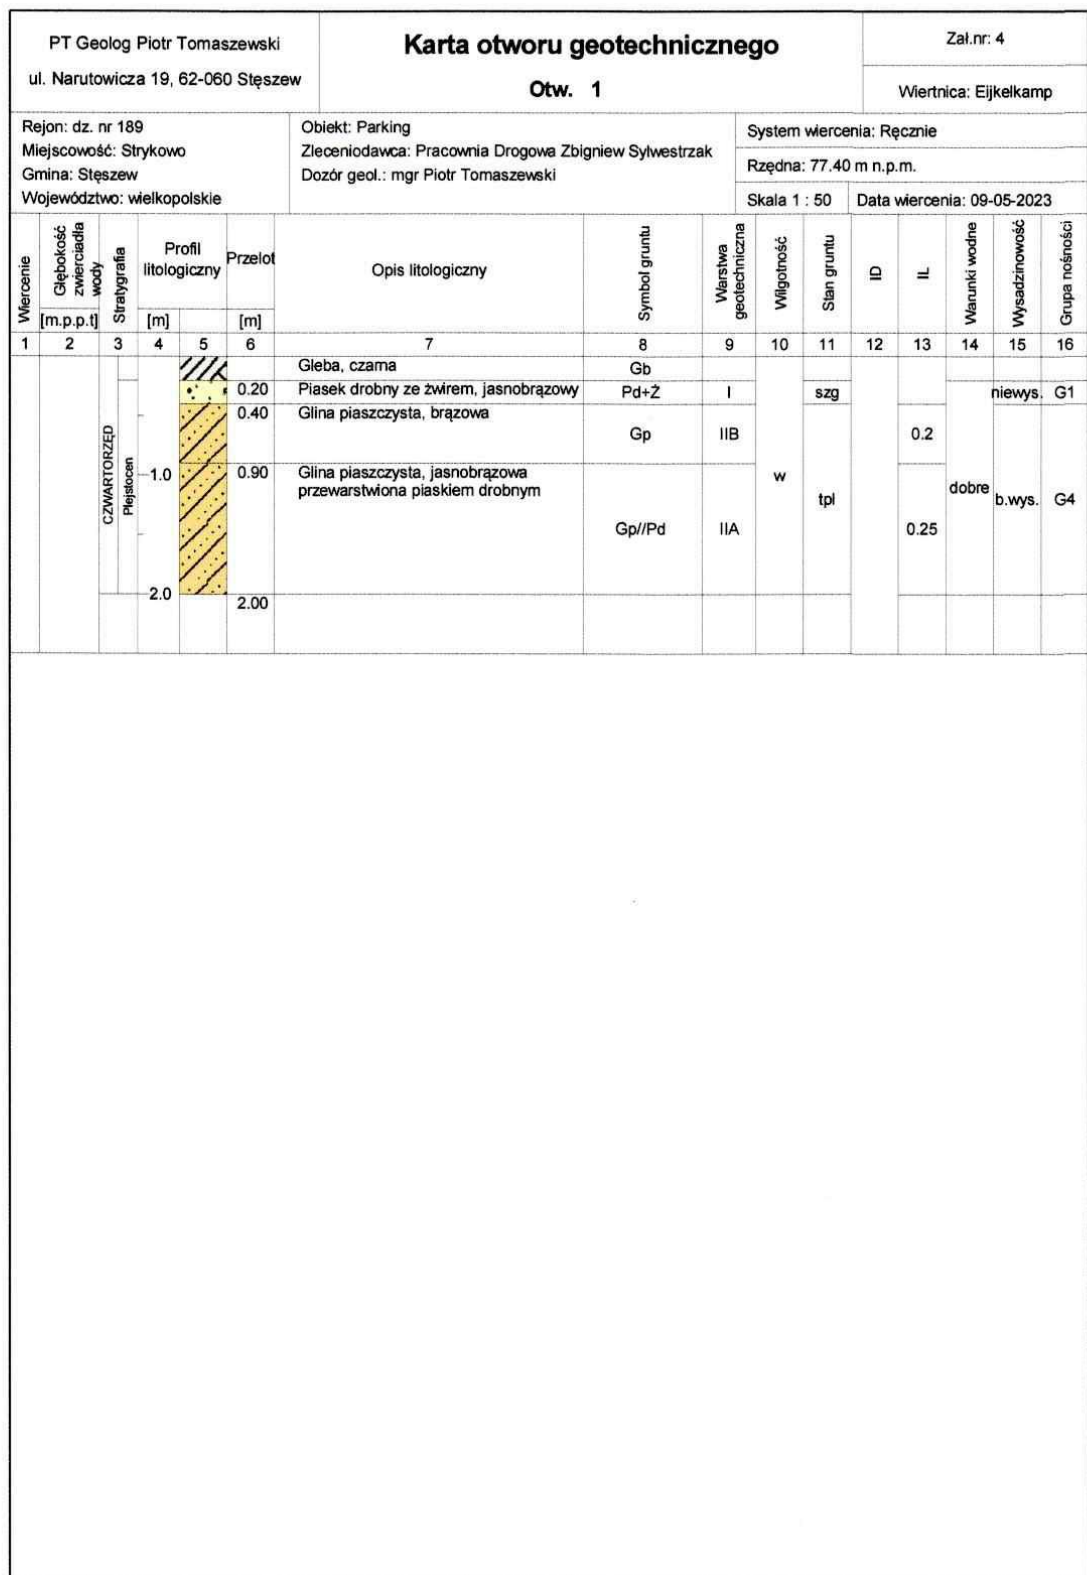 PT Geolog Piotr Tomaszewski
ul. Narutowicza 19, 62-060 Stęszew
Karta otworu geotechnicznego
Otw. 1
Zał.nr: 4
Wiertnica: Eijkelkamp
Rejon: dz. nr 189
Miejscowość: Strykowo
Gmina: Stęszew
Województwo: wielkopolskie
Obiekt: Parking
Zleceniodawca: Pracownia Drogowa Zbigniew Sylwestrzak
Dozór geol.: mgr Piotr Tomaszewski
System wiercenia: Ręcznie
Rzędna: 77.40 m n.p.m.
Skala 1 : 50 Data wiercenia: 09-05-2023
Wiercenie
Głębokość zwierciadła wody
[m.p.p.t]
Stratygrafia
Profil litologiczny
[m]
Przelot
[m]
Opis litologiczny
Symbol gruntu
Warstwa geotechniczna
Wilgotność
Stan gruntu
ID
IL
Warunki wodne
Wysadzinowość
Grupa nośności
1 2 3 4 5 6 7 8 9 10 11 12 13 14 15 16
Gleba, czarna Gb
0.20 Piasek drobny ze żwirem, jasnobrązowy Pd+Ż I szg niewys. G1
0.40 Glina piaszczysta, brązowa
Gp IIB 0.2
CZWARTORZĘD
Plejstocen
1.0 0.90 Glina piaszczysta, jasnobrązowa
przewarstwiona piaskiem drobnym
w
tpl dobre b.wys. G4
Gp//Pd IIA 0.25
2.0 2.00